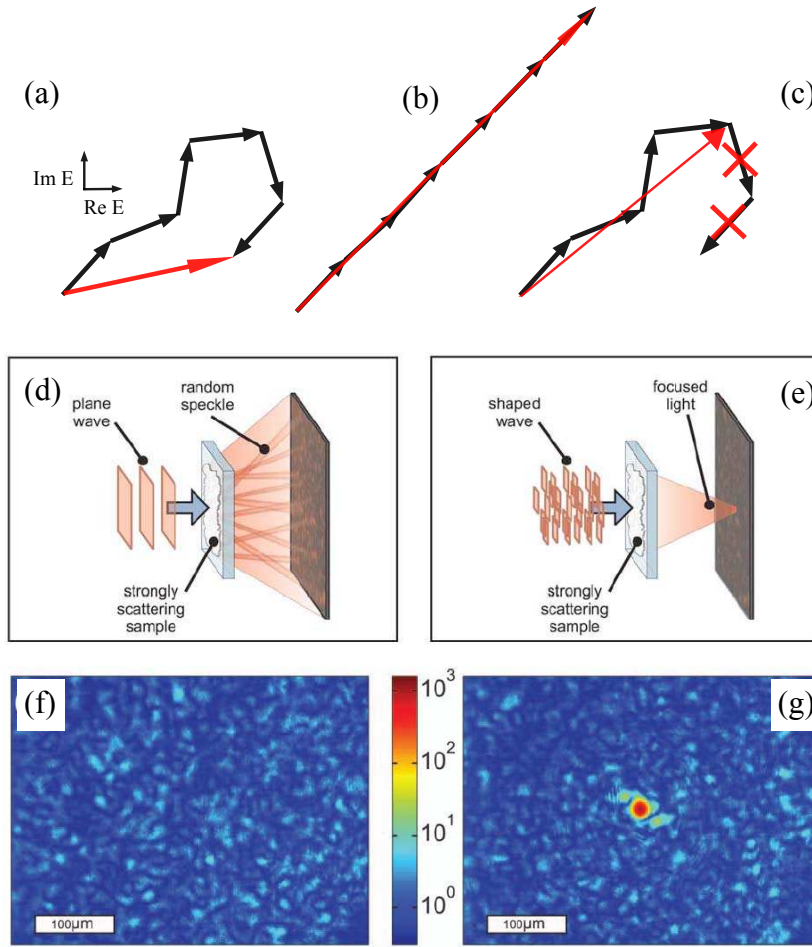 (a)
(b)
(c)
Im E
Re E
(d)
plane
wave
random
speckle
strongly
scattering
sample
(e)
shaped
wave
focused
light
strongly
scattering
sample
(f)
10³
10²
10¹
10⁰
100µm
(g)
100µm